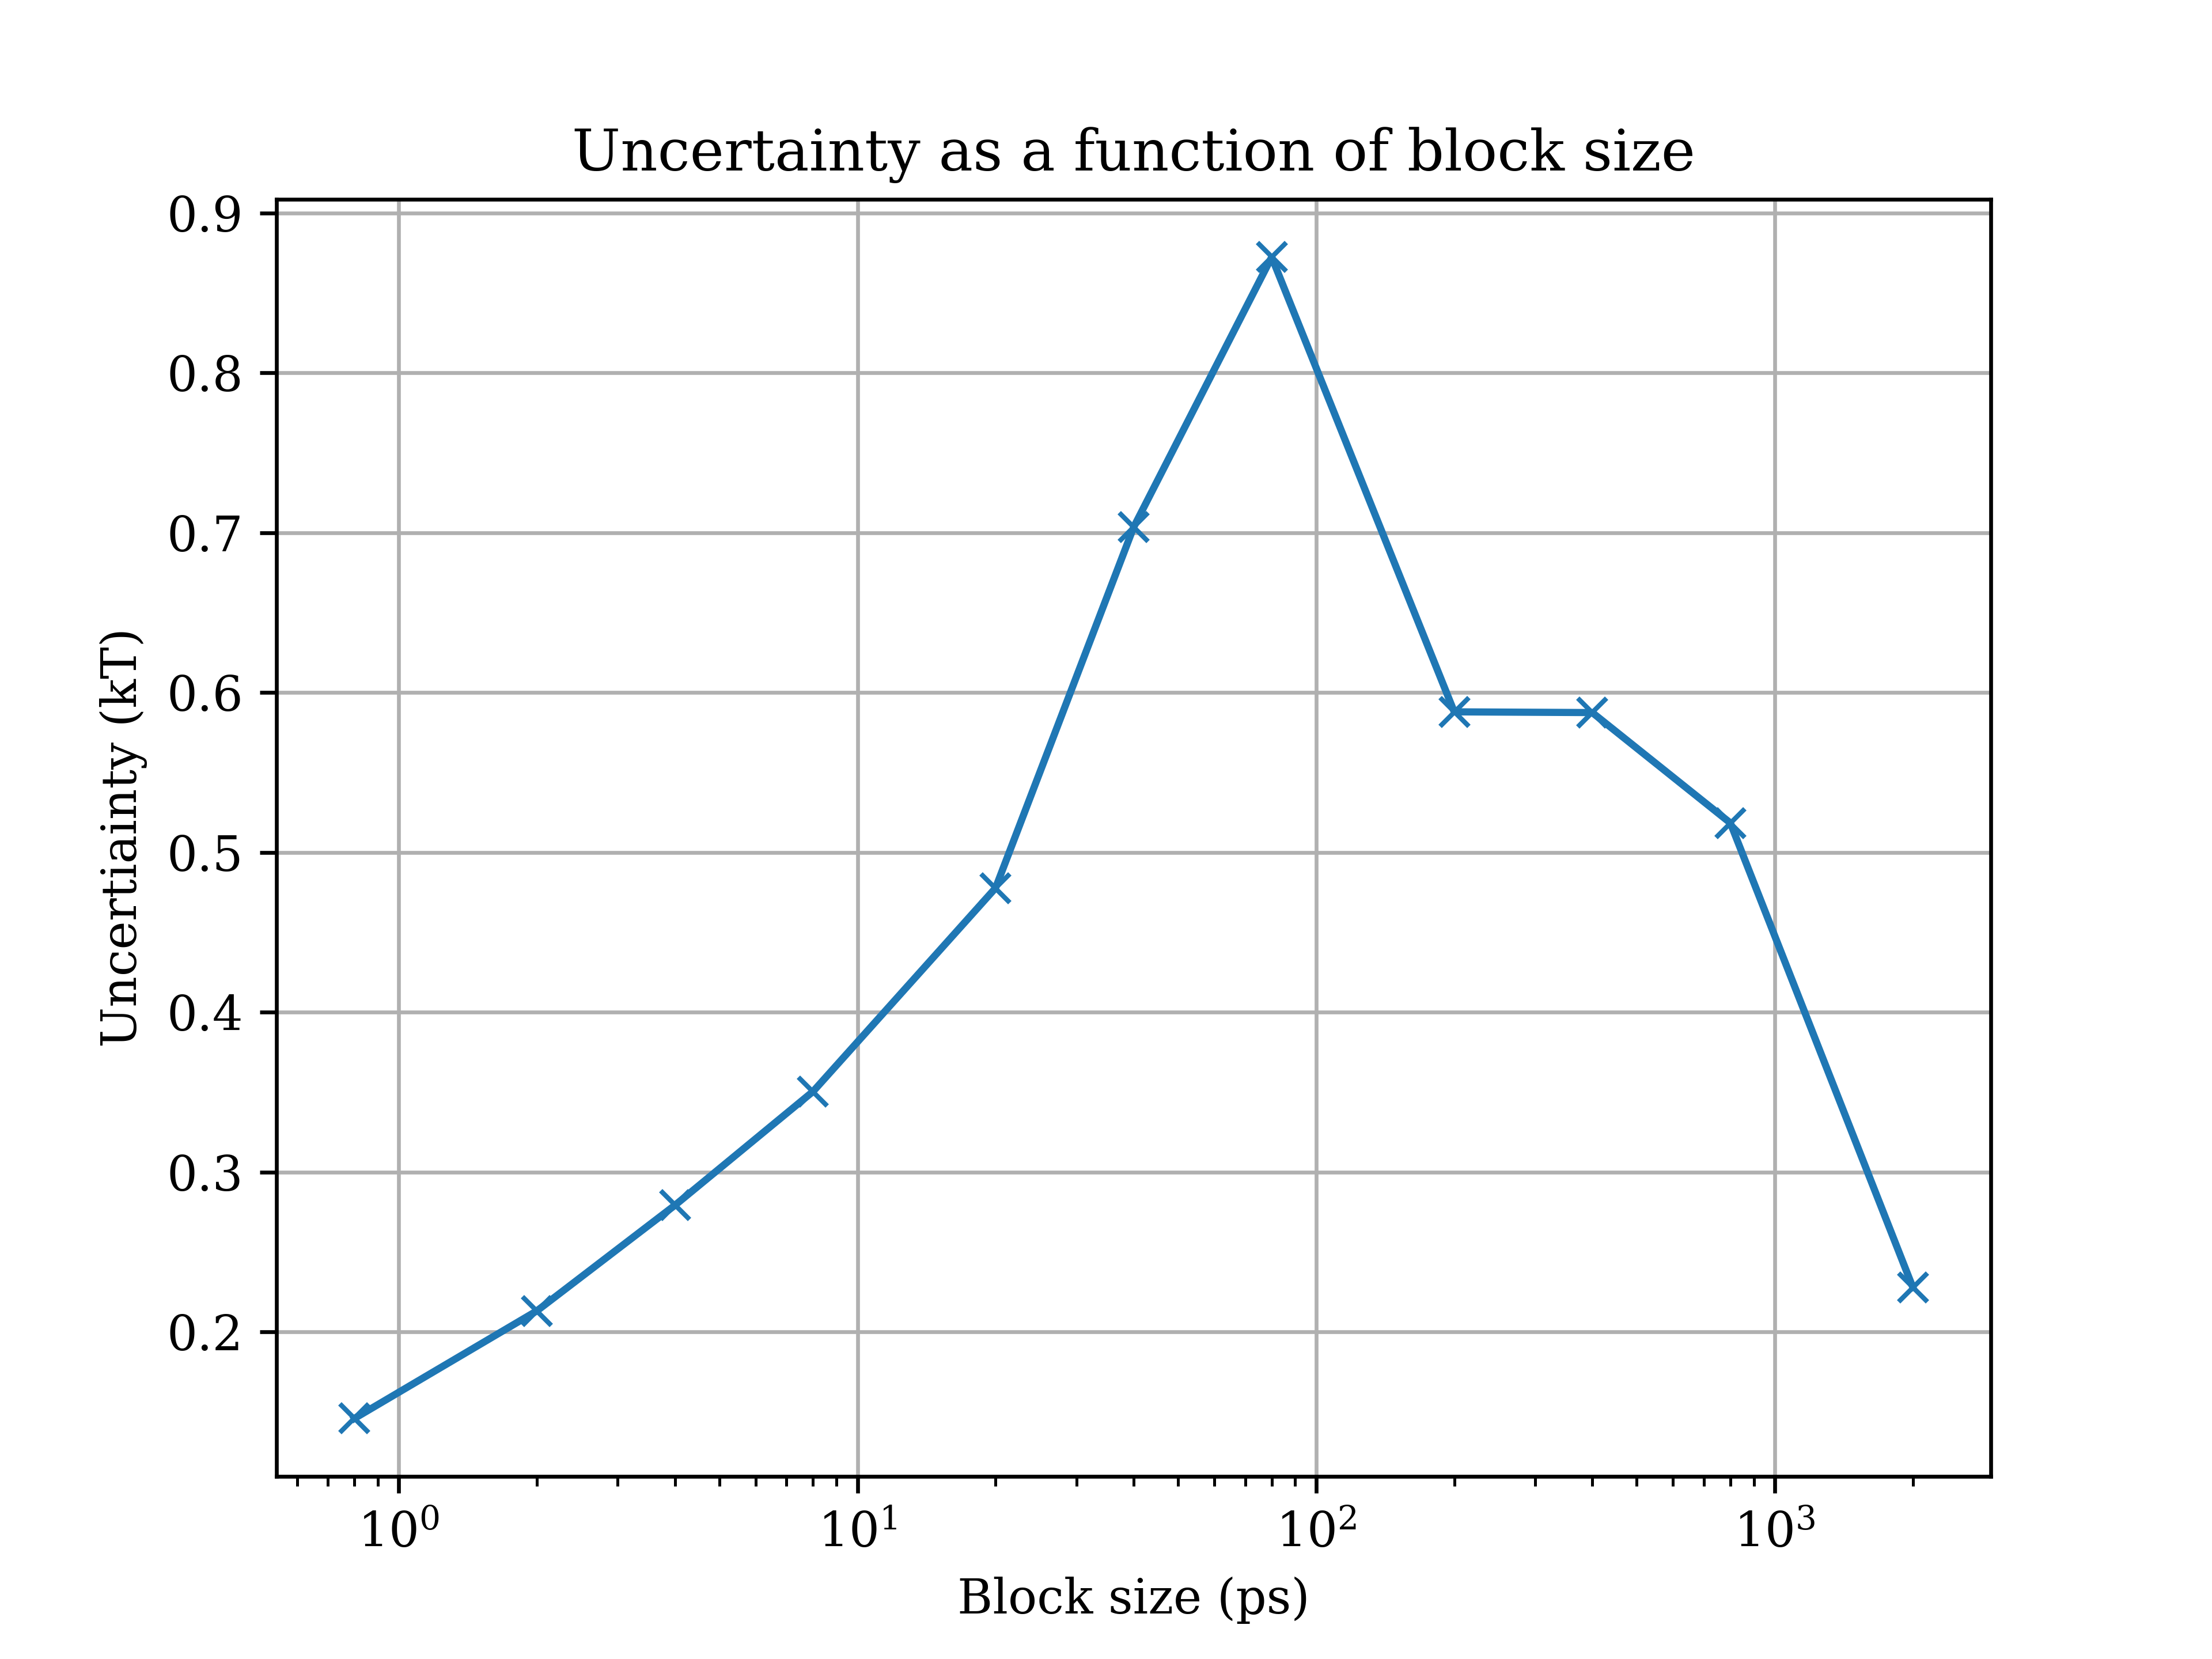 Uncertainty as a function of block size
0.9
0.8
0.7
0.6
0.5
0.4
0.3
0.2
Uncertiainty (kT)
10⁰ 10¹ 10² 10³
Block size (ps)